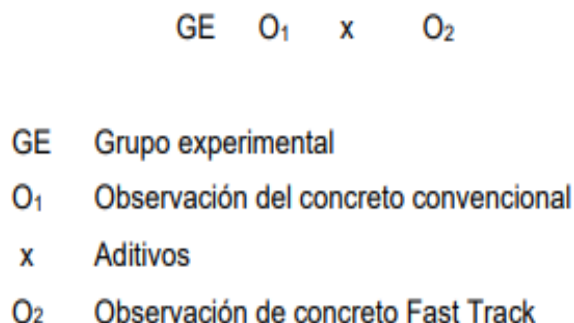 GE O₁ x O₂
GE Grupo experimental
O₁ Observación del concreto convencional
x Aditivos
O₂ Observación de concreto Fast Track